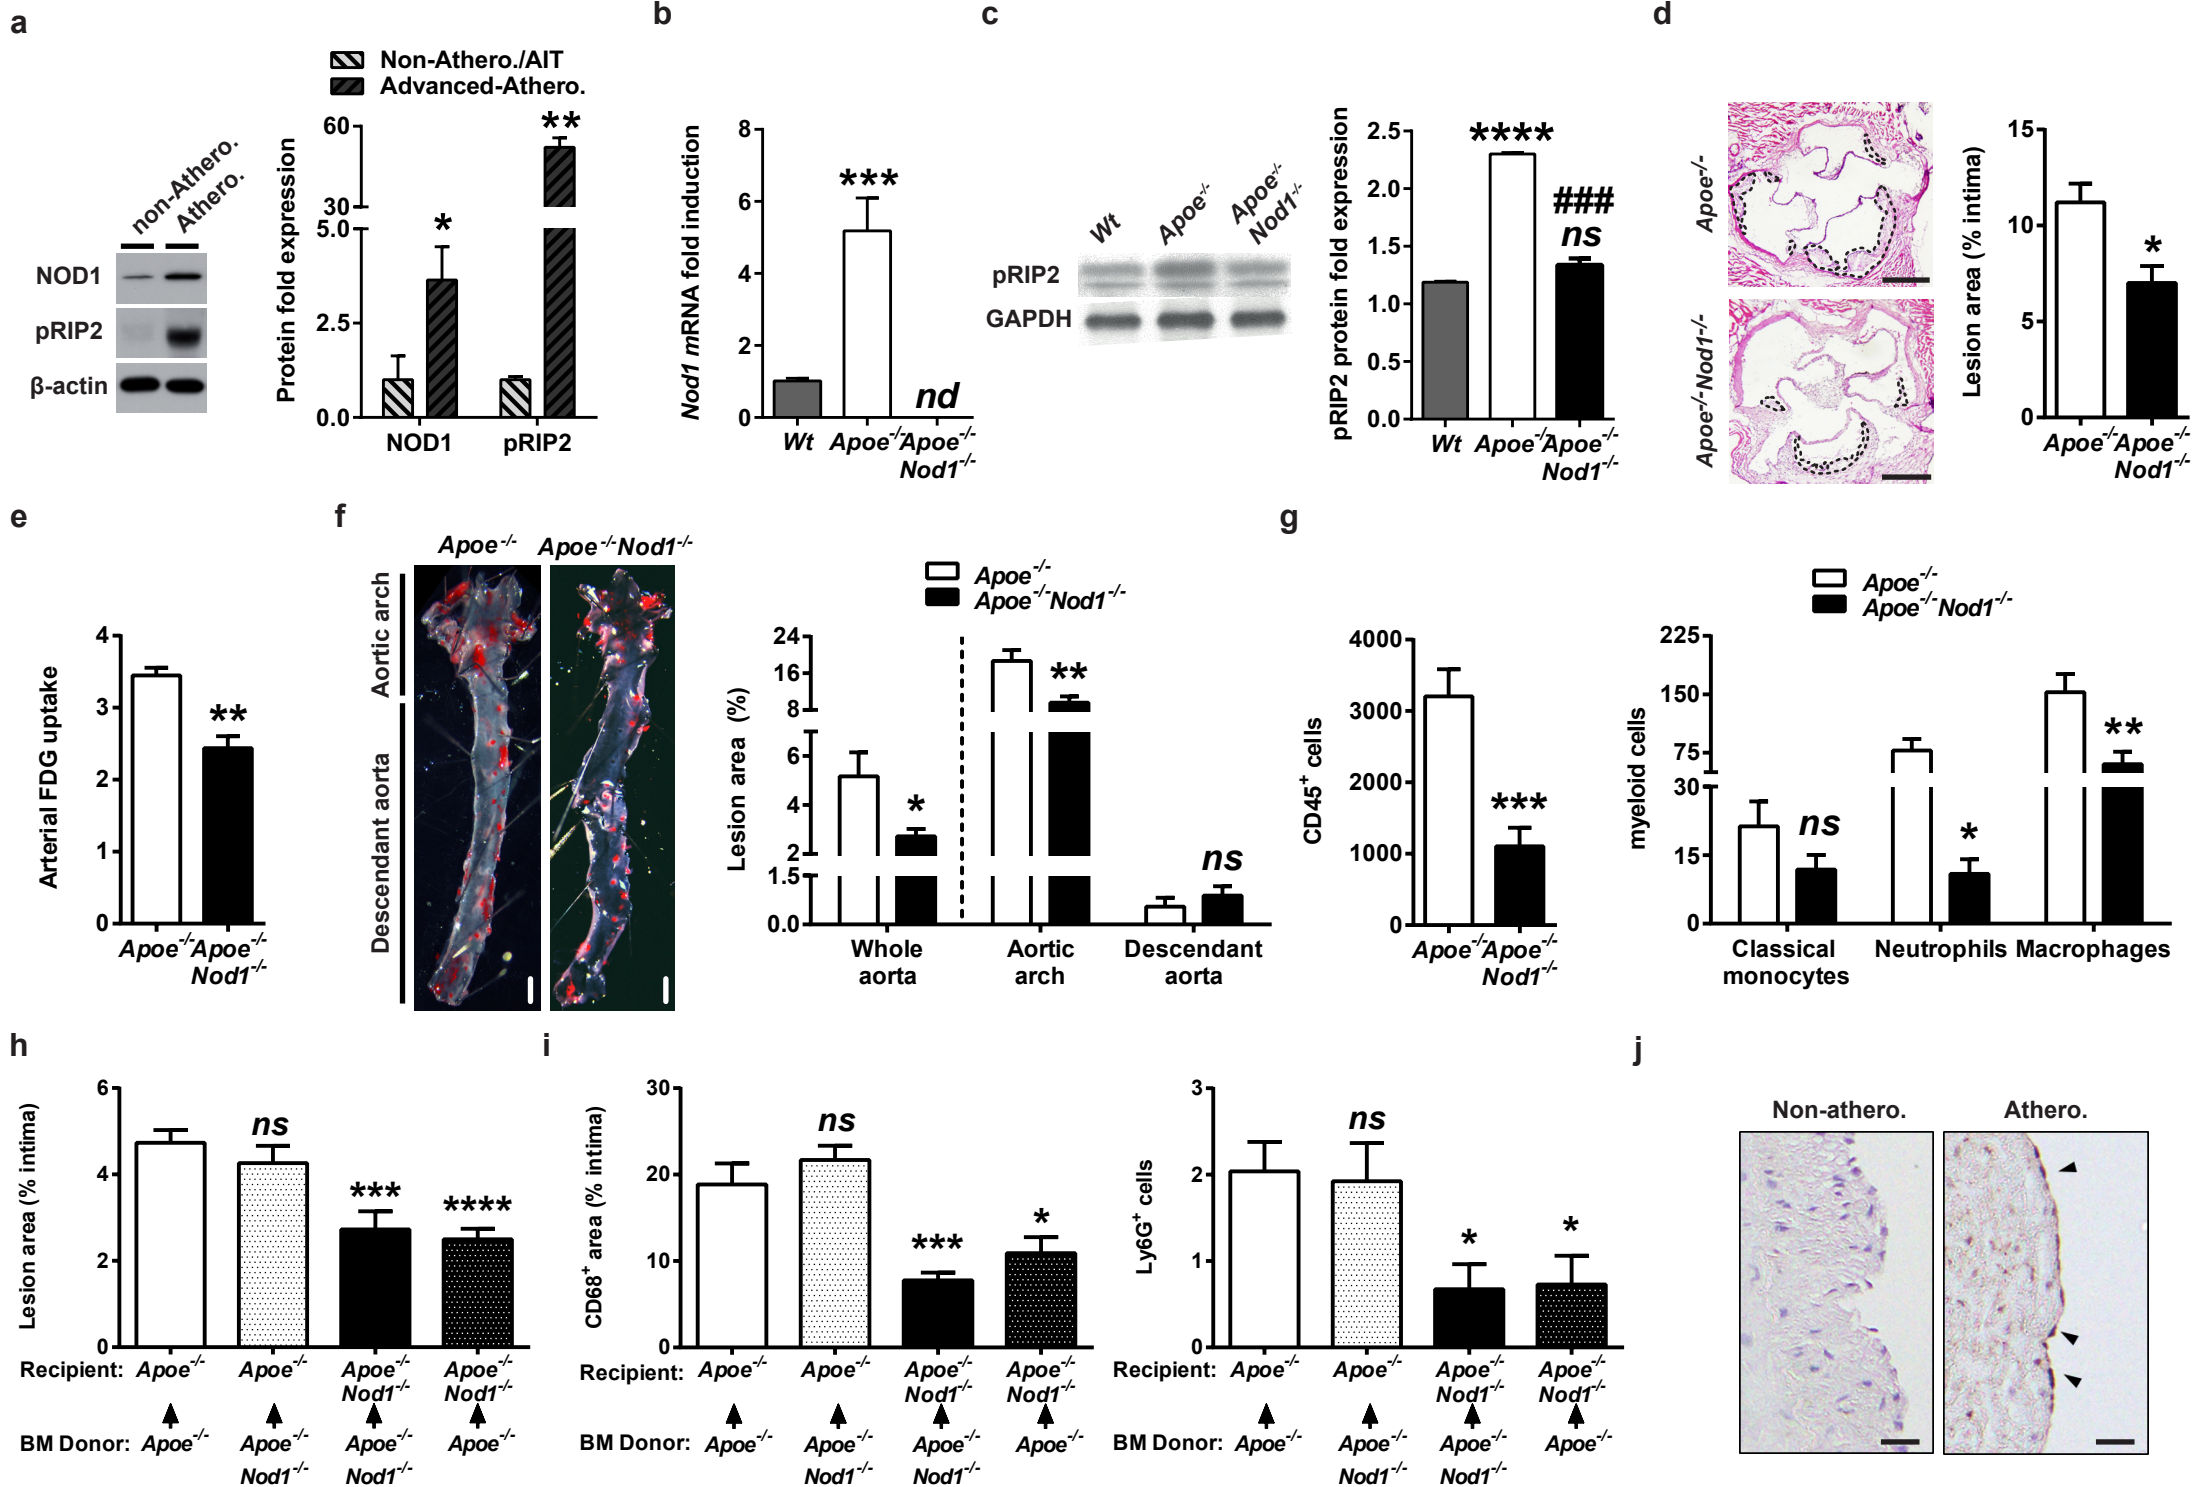 a
Non-Athero./AIT
Advanced-Athero.
non-Athero.
Athero.
NOD1
pRIP2
β-actin
Protein fold expression
60
30
5.0
2.5
0.0
*
**
NOD1
pRIP2
b
Nod1 mRNA fold induction
8
6
4
2
0
***
nd
Wt
Apoe-/-
Apoe-/-
Nod1-/-
c
Wt
Apoe-/-
Apoe-/-
Nod1-/-
pRIP2
GAPDH
pRIP2 protein fold expression
2.5
2.0
1.5
1.0
0.5
0.0
****
###
ns
Wt
Apoe-/-
Apoe-/-
Nod1-/-
d
Apoe-/-
Apoe-/-Nod1-/-
Lesion area (% intima)
15
10
5
0
*
Apoe-/-
Apoe-/-
Nod1-/-
e
Arterial FDG uptake
4
3
2
1
0
**
Apoe-/-
Apoe-/-
Nod1-/-
f
Apoe-/-
Apoe-/-Nod1-/-
Aortic arch
Descendant aorta
Apoe-/-
Apoe-/-Nod1-/-
Lesion area (%)
24
16
8
6
4
2
1.5
0.0
*
**
ns
Whole
aorta
Aortic
arch
Descendant
aorta
g
CD45+ cells
4000
3000
2000
1000
0
***
Apoe-/-
Apoe-/-
Nod1-/-
Apoe-/-
Apoe-/-Nod1-/-
myeloid cells
225
150
75
30
15
0
ns
*
**
Classical
monocytes
Neutrophils
Macrophages
h
Lesion area (% intima)
6
4
2
0
ns
***
****
Recipient: Apoe-/- Apoe-/- Apoe-/- Apoe-/-
Nod1-/- Nod1-/-
BM Donor: Apoe-/- Apoe-/- Apoe-/- Apoe-/-
Nod1-/- Nod1-/-
i
CD68+ area (% intima)
30
20
10
0
ns
***
*
Recipient: Apoe-/- Apoe-/- Apoe-/- Apoe-/-
Nod1-/- Nod1-/-
BM Donor: Apoe-/- Apoe-/- Apoe-/- Apoe-/-
Nod1-/- Nod1-/-
Ly6G+ cells
3
2
1
0
ns
*
*
Recipient: Apoe-/- Apoe-/- Apoe-/- Apoe-/-
Nod1-/- Nod1-/-
BM Donor: Apoe-/- Apoe-/- Apoe-/- Apoe-/-
Nod1-/- Nod1-/-
j
Non-athero.
Athero.